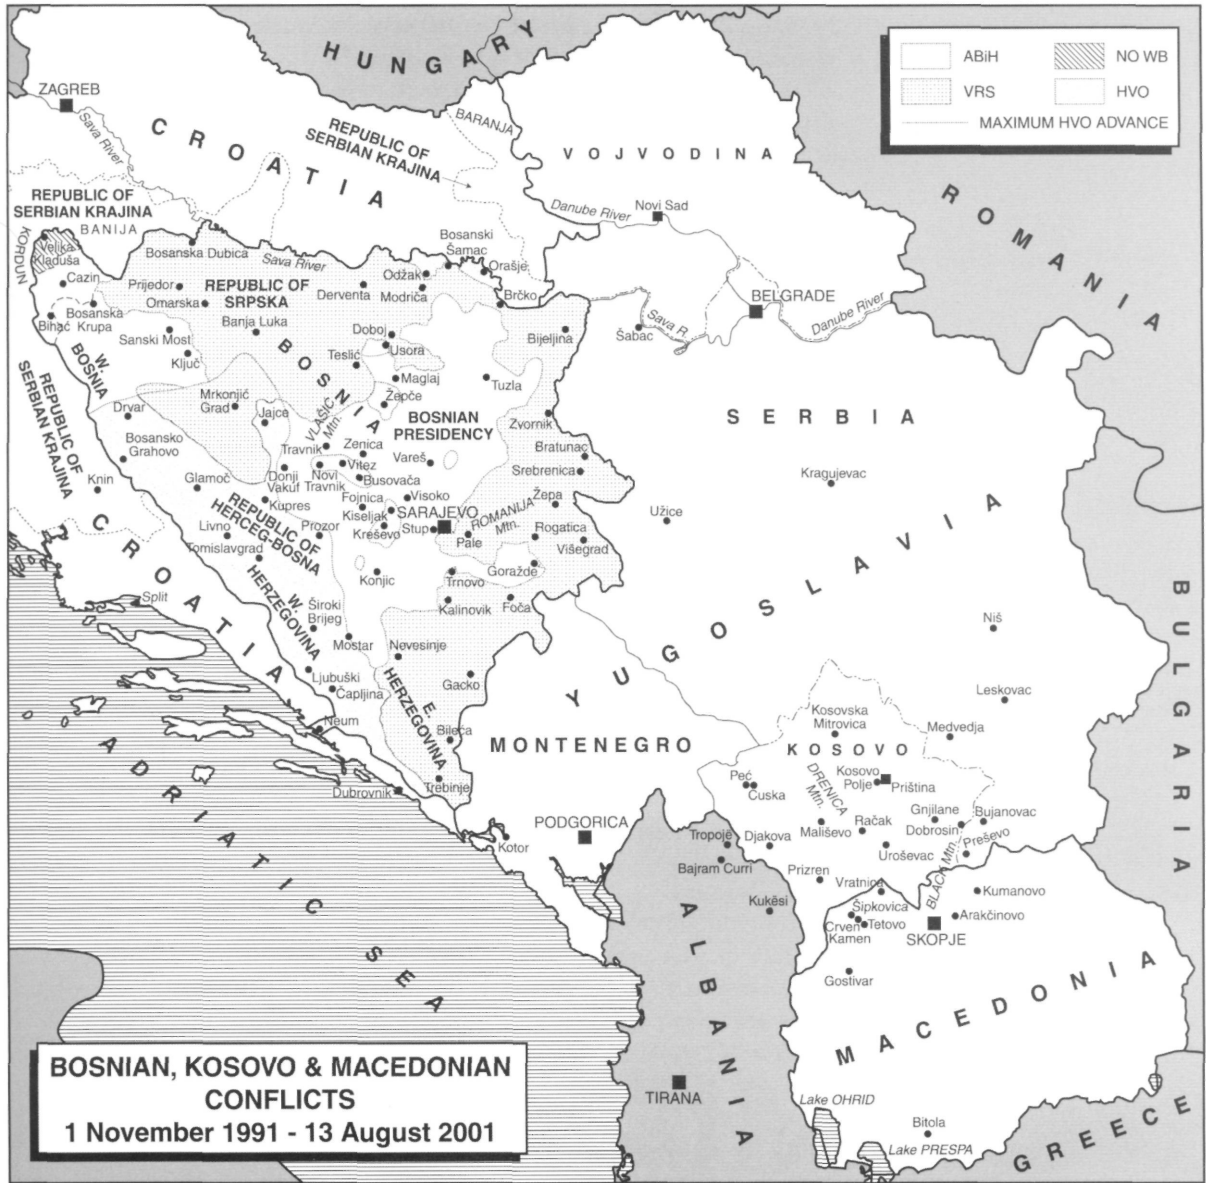 HUNGARY
ABiH
NO WB
VRS
HVO
MAXIMUM HVO ADVANCE
ZAGREB
Sava River
CROATIA
BARANJA
REPUBLIC OF
SERBIAN KRAJINA
VOJVODINA
ROMANIA
REPUBLIC OF
SERBIAN KRAJINA
BANIJA
KORDUN
Danube River
Novi Sad
Velika
Kladuša
Bosanska Dubica
Sava River
Bosanski
Šamac
Orašje
Odžak
Cazin
Prijedor
REPUBLIC OF
SRPSKA
Derventa
Modriča
Brčko
BELGRADE
Omarska
Danube River
Bihać
Bosanska
Krupa
Banja Luka
Doboj
Sava R.
Šabac
Sanski Most
BOSNIA
Usora
Bijeljina
W.
BOSNIA
Ključ
Teslić
Maglaj
Tuzla
REPUBLIC OF
SERBIAN KRAJINA
Mrkonjić
Grad
Žepče
Drvar
Jajce
VLAŠIĆ
Mtn.
BOSNIAN
PRESIDENCY
Zvornik
SERBIA
Bosansko
Grahovo
Travnik
Zenica
Vareš
Bratunac
Knin
Glamoč
Donji
Vakuf
Novi
Travnik
Vitez
Busovača
Srebrenica
Kragujevac
Kupres
Fojnica
Visoko
Žepa
REPUBLIC OF
HERCEG-BOSNA
Kiseljak
SARAJEVO
ROMANIJA
Mtn.
Užice
Livno
Prozor
Kreševo
Stup
Pale
Rogatica
Tomislavgrad
Višegrad
CROATIA
Konjic
Trnovo
Goražde
YUGOSLAVIA
BULGARIA
Split
W.
HERZEGOVINA
Široki
Brijeg
Kalinovik
Foča
Niš
Mostar
Nevesinje
Ljubuški
Čapljina
E.
HERZEGOVINA
Gacko
Leskovac
Neum
Bileća
MONTENEGRO
Kosovska
Mitrovica
Medvedja
KOSOVO
ADRIATIC SEA
Dubrovnik
Trebinje
Peć
Cuska
DRENICA
Mtn.
Kosovo
Polje
Priština
Kotor
PODGORICA
Gnjilane
Bujanovac
Tropojë
Djakova
Mališevo
Račak
Dobrosin
Preševo
Bajram Curri
Uroševac
BLACK Mtn.
Prizren
Vratnica
Kumanovo
Kukësi
Šipkovica
Arakčinovo
Crven
Kamen
Tetovo
SKOPJE
ALBANIA
Gostivar
MACEDONIA
BOSNIAN, KOSOVO & MACEDONIAN
CONFLICTS
1 November 1991 - 13 August 2001
TIRANA
Lake OHRID
Bitola
Lake PRESPA
GREECE